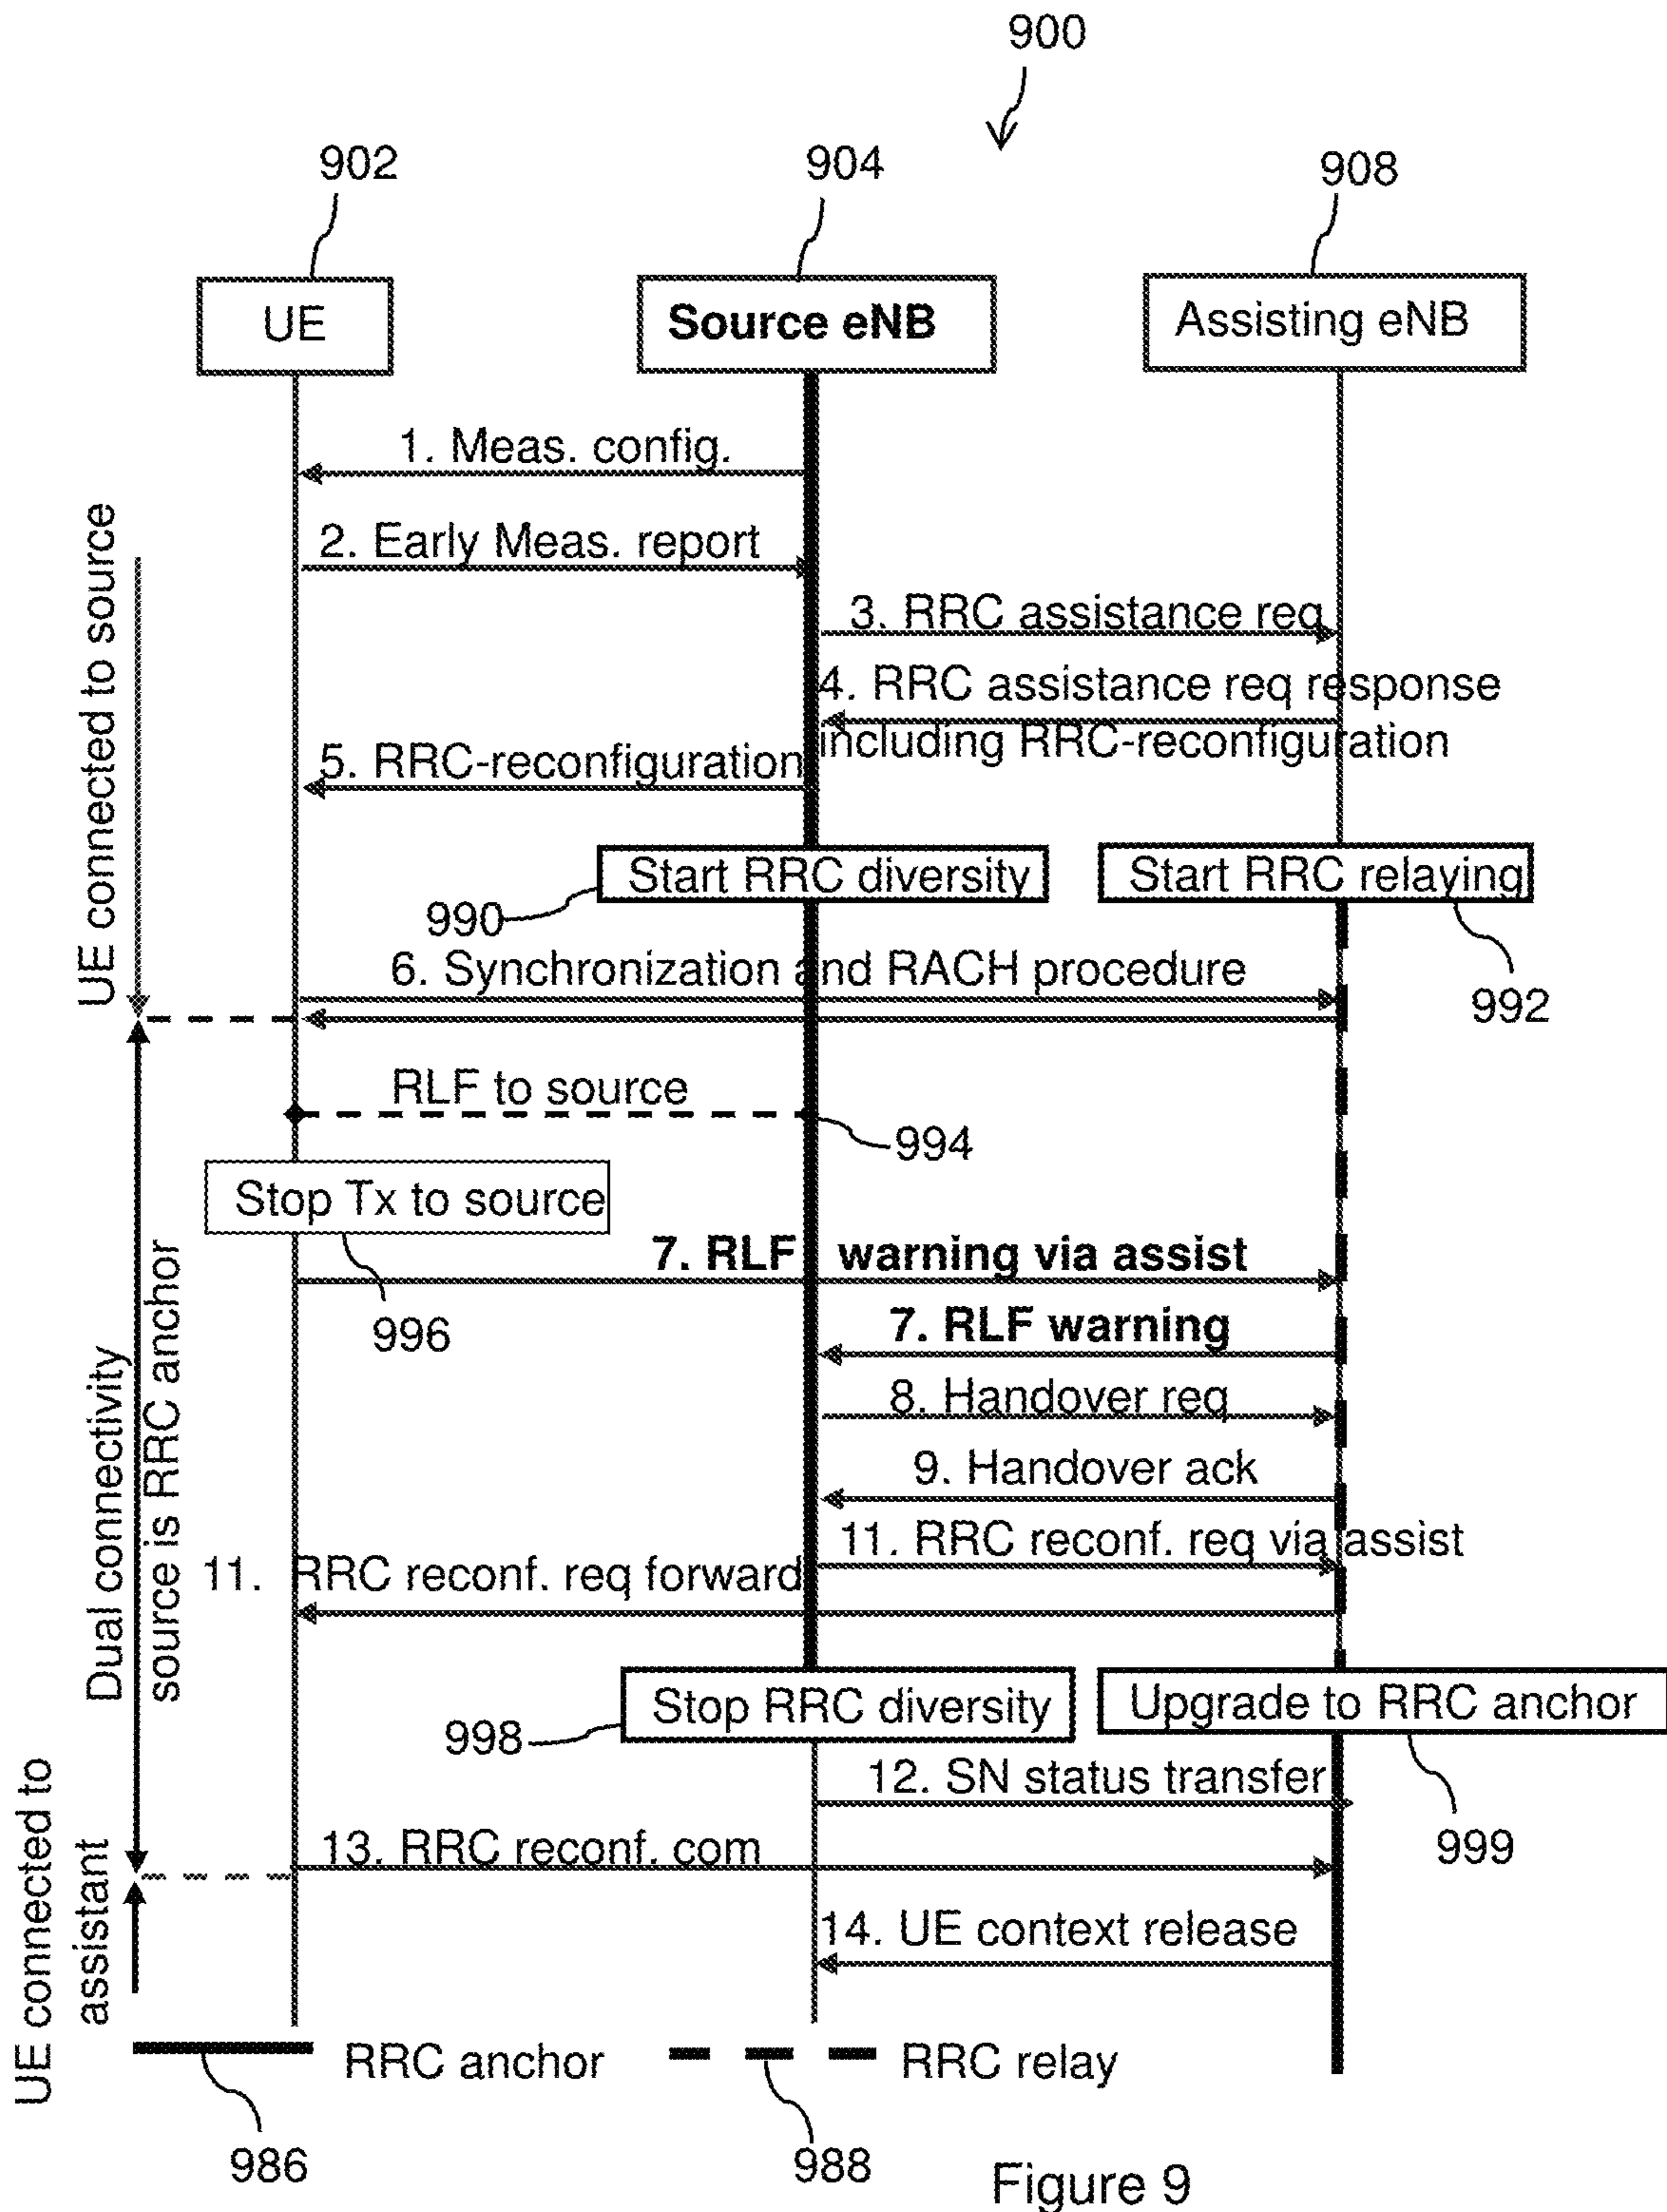 900
902
904
908
UE
Source eNB
Assisting eNB
1. Meas. config.
2. Early Meas. report
3. RRC assistance req
4. RRC assistance req response
including RRC-reconfiguration
5. RRC-reconfiguration
UE connected to source
Start RRC diversity
Start RRC relaying
990
992
6. Synchronization and RACH procedure
RLF to source
994
Stop Tx to source
996
7. RLF warning via assist
7. RLF warning
8. Handover req
9. Handover ack
11. RRC reconf. req via assist
11. RRC reconf. req forward
Dual connectivity
source is RRC anchor
Stop RRC diversity
Upgrade to RRC anchor
998
999
12. SN status transfer
13. RRC reconf. com
14. UE context release
UE connected to
assistant
RRC anchor
RRC relay
986
988
Figure 9